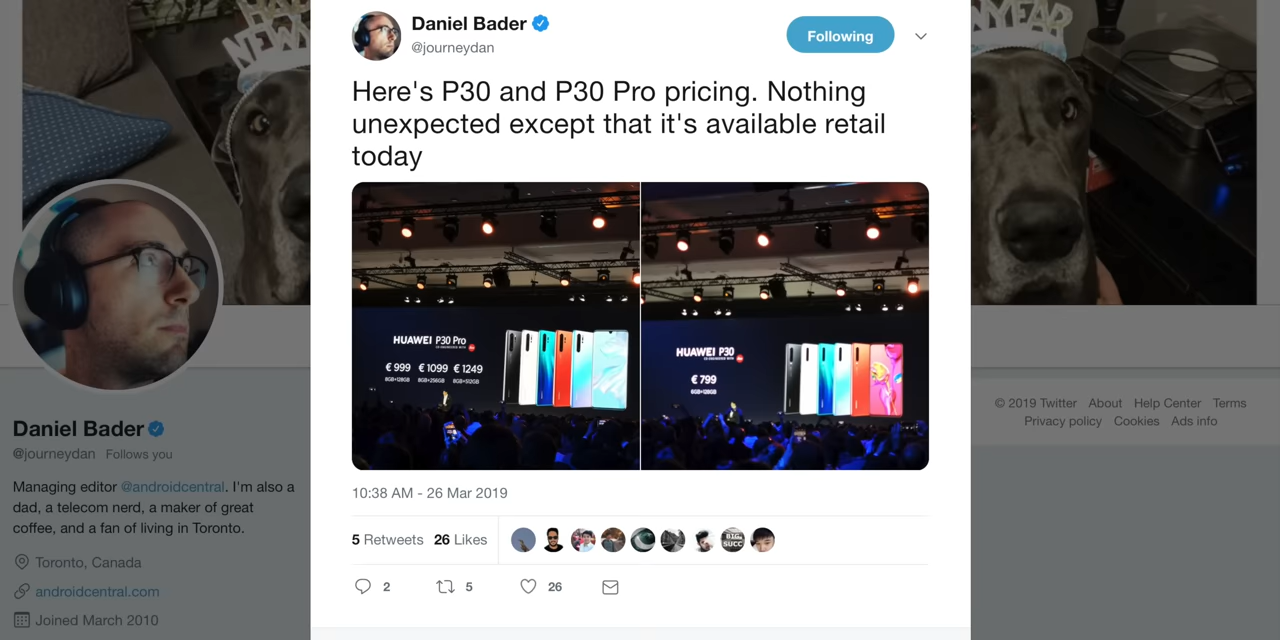 Daniel Bader
@journeydan
Following
Here's P30 and P30 Pro pricing. Nothing
unexpected except that it's available retail
today
HUAWEI P30 Pro
€ 999 € 1099 € 1249
8GB+128GB 8GB+256GB 8GB+512GB
HUAWEI P30
€ 799
6GB+128GB
10:38 AM - 26 Mar 2019
5 Retweets 26 Likes
BIG
SUCC
2 5 26
Daniel Bader
@journeydan Follows you
Managing editor @androidcentral. I'm also a
dad, a telecom nerd, a maker of great
coffee, and a fan of living in Toronto.
Toronto, Canada
androidcentral.com
Joined March 2010
© 2019 Twitter About Help Center Terms
Privacy policy Cookies Ads info